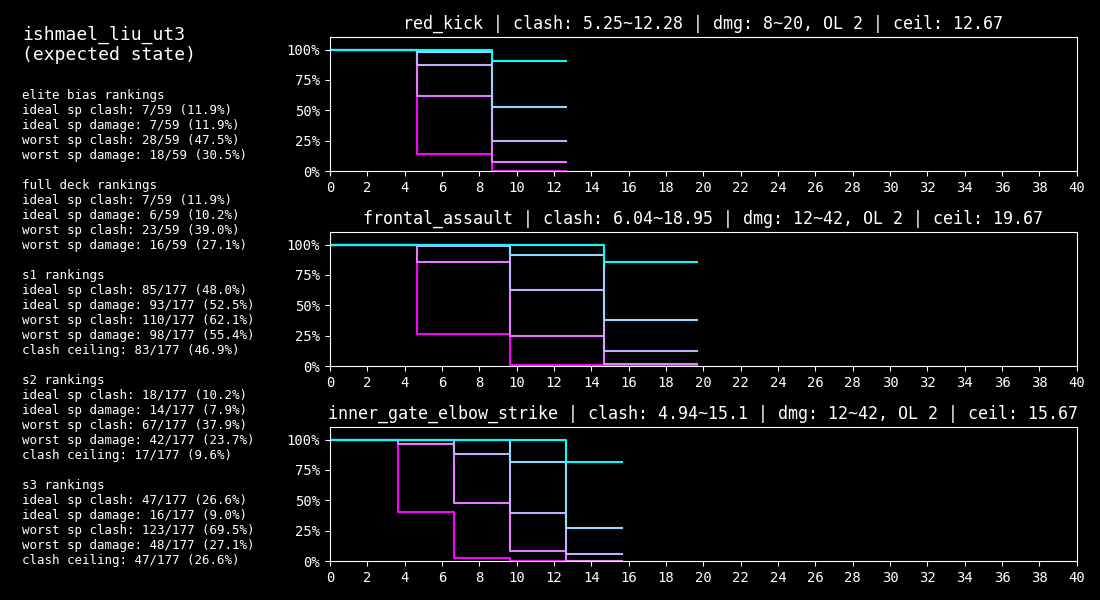 ishmael_liu_ut3
(expected state)
elite bias rankings
ideal sp clash: 7/59 (11.9%)
ideal sp damage: 7/59 (11.9%)
worst sp clash: 28/59 (47.5%)
worst sp damage: 18/59 (30.5%)
full deck rankings
ideal sp clash: 7/59 (11.9%)
ideal sp damage: 6/59 (10.2%)
worst sp clash: 23/59 (39.0%)
worst sp damage: 16/59 (27.1%)
s1 rankings
ideal sp clash: 85/177 (48.0%)
ideal sp damage: 93/177 (52.5%)
worst sp clash: 110/177 (62.1%)
worst sp damage: 98/177 (55.4%)
clash ceiling: 83/177 (46.9%)
s2 rankings
ideal sp clash: 18/177 (10.2%)
ideal sp damage: 14/177 (7.9%)
worst sp clash: 67/177 (37.9%)
worst sp damage: 42/177 (23.7%)
clash ceiling: 17/177 (9.6%)
s3 rankings
ideal sp clash: 47/177 (26.6%)
ideal sp damage: 16/177 (9.0%)
worst sp clash: 123/177 (69.5%)
worst sp damage: 48/177 (27.1%)
clash ceiling: 47/177 (26.6%)
red_kick | clash: 5.25~12.28 | dmg: 8~20, OL 2 | ceil: 12.67
100%
75%
50%
25%
0%
0 2 4 6 8 10 12 14 16 18 20 22 24 26 28 30 32 34 36 38 40
frontal_assault | clash: 6.04~18.95 | dmg: 12~42, OL 2 | ceil: 19.67
100%
75%
50%
25%
0%
0 2 4 6 8 10 12 14 16 18 20 22 24 26 28 30 32 34 36 38 40
inner_gate_elbow_strike | clash: 4.94~15.1 | dmg: 12~42, OL 2 | ceil: 15.67
100%
75%
50%
25%
0%
0 2 4 6 8 10 12 14 16 18 20 22 24 26 28 30 32 34 36 38 40